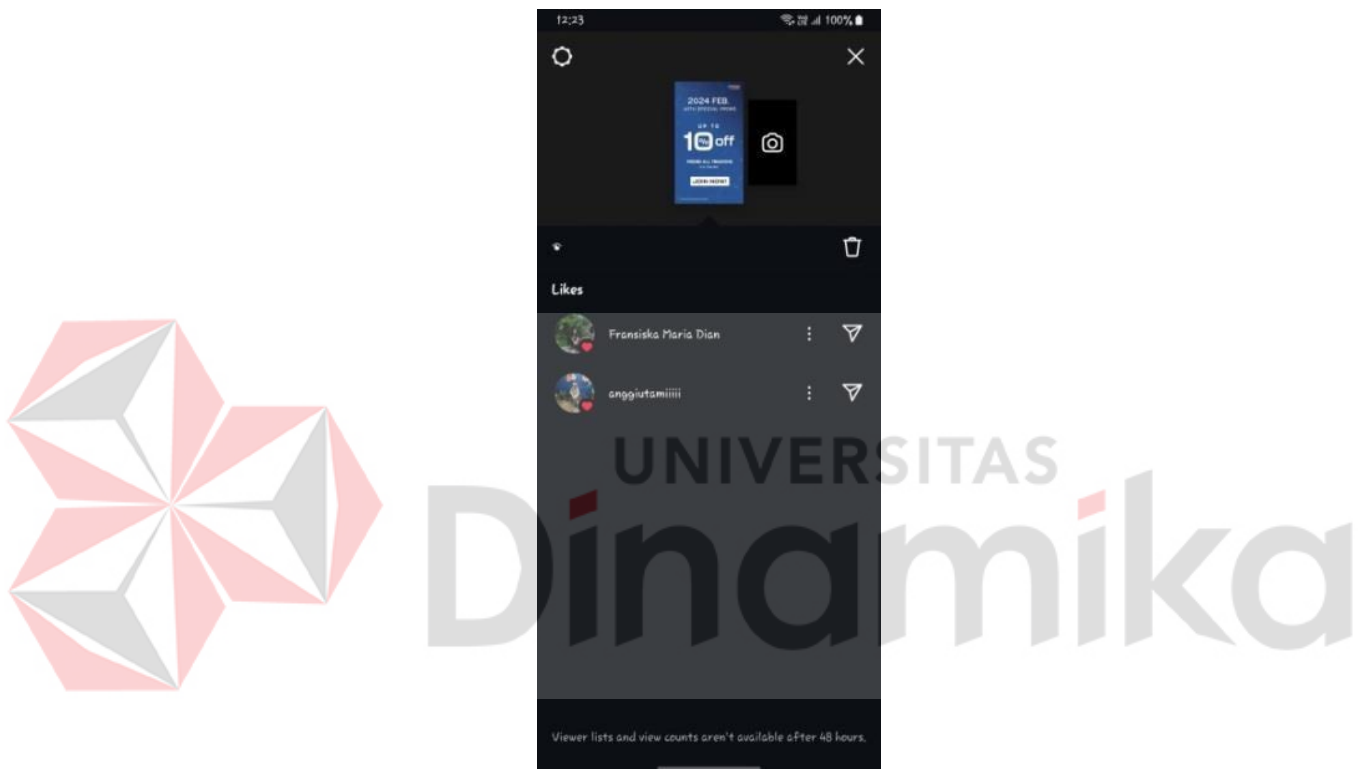 12:23
100%
2024 FEB.
UP TO
10% off
JOIN NOW!
Likes
Fransiska Maria Dian
anggiutamiiiii
UNIVERSITAS
Dinamika
Viewer lists and view counts aren't available after 48 hours.